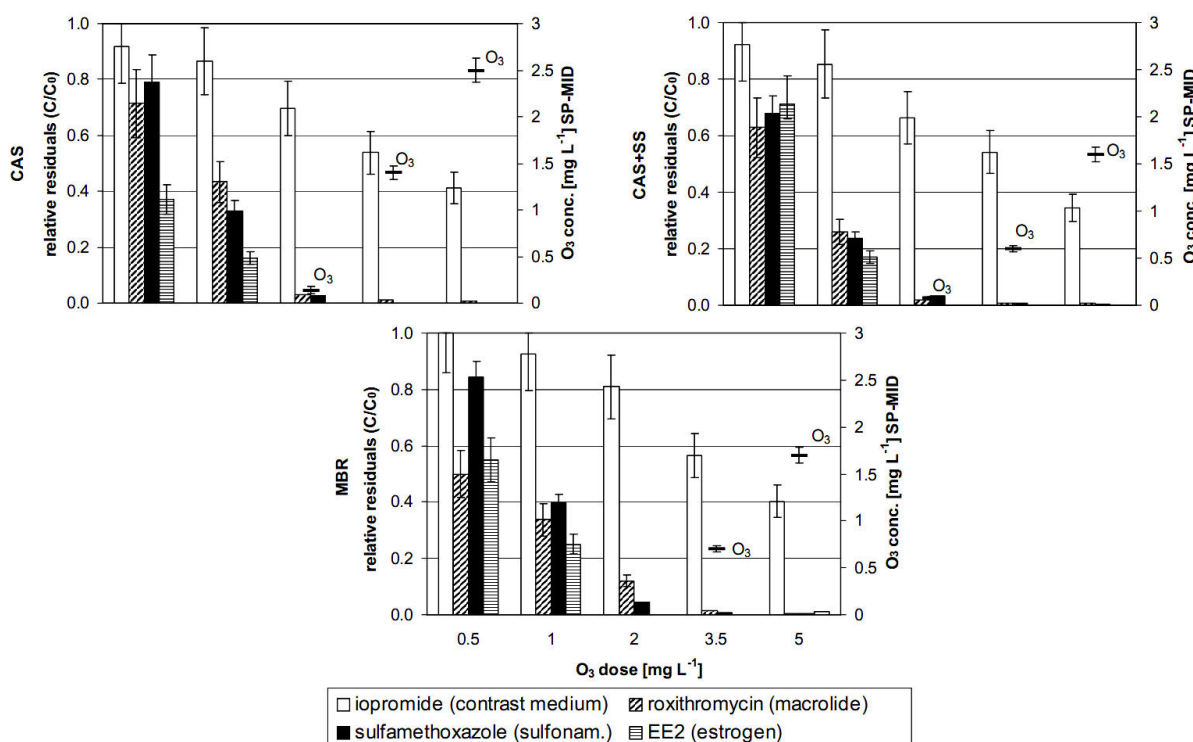 CAS
relative residuals (C/C0)
1.0
0.8
0.6
0.4
0.2
0.0
O3
O3
O3
3
2.5
2
1.5
1
0.5
0
O3 conc. [mg L-1] SP-MID
CAS+SS
relative residuals (C/C0)
1.0
0.8
0.6
0.4
0.2
0.0
O3
O3
O3
3
2.5
2
1.5
1
0.5
0
O3 conc. [mg L-1] SP-MID
MBR
relative residuals (C/C0)
1.0
0.8
0.6
0.4
0.2
0.0
O3
O3
3
2.5
2
1.5
1
0.5
0
O3 conc. [mg L-1] SP-MID
0.5 1 2 3.5 5
O3 dose [mg L-1]
iopromide (contrast medium) roxithromycin (macrolide)
sulfamethoxazole (sulfonam.) EE2 (estrogen)